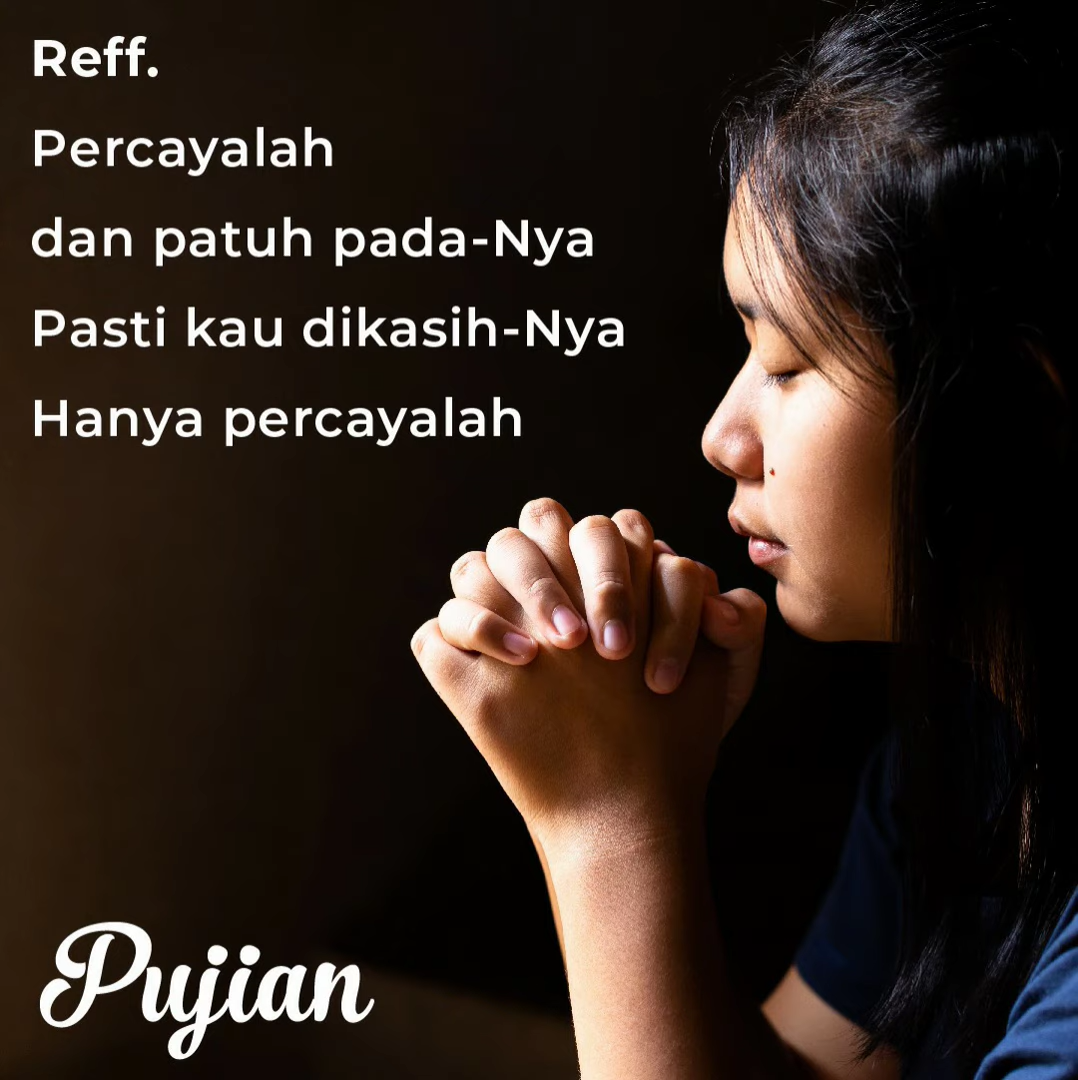 Reff.
Percayalah
dan patuh pada-Nya
Pasti kau dikasih-Nya
Hanya percayalah
Pujian